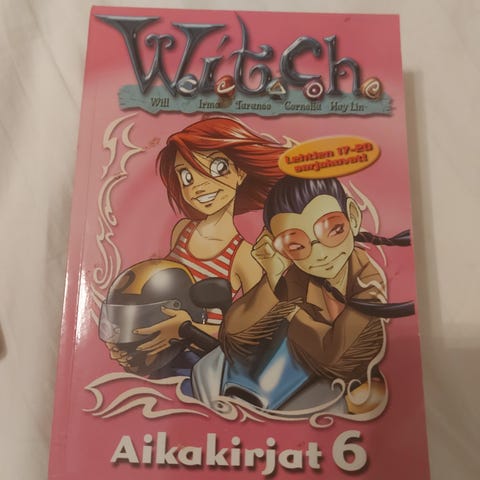 W.i.t.c.h.
Will Irma Taranee Cornelia Hay Lin
Lehtien 17-20
sarjakuvat!
Aikakirjat 6